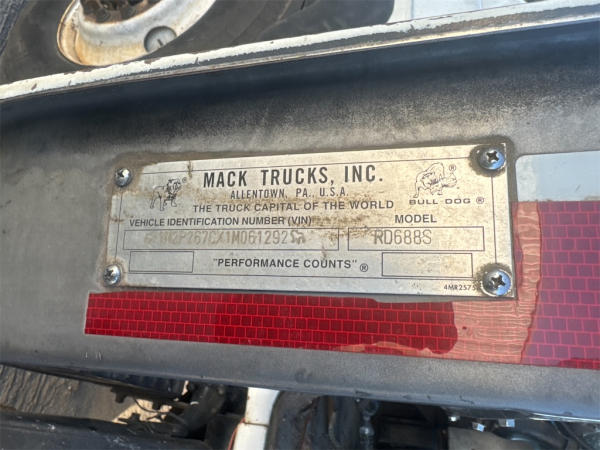 MACK TRUCKS, INC.
ALLENTOWN, PA., U.S.A.
THE TRUCK CAPITAL OF THE WORLD
BULL DOG ®
VEHICLE IDENTIFICATION NUMBER (VIN)
MODEL
RD688S
"PERFORMANCE COUNTS"®